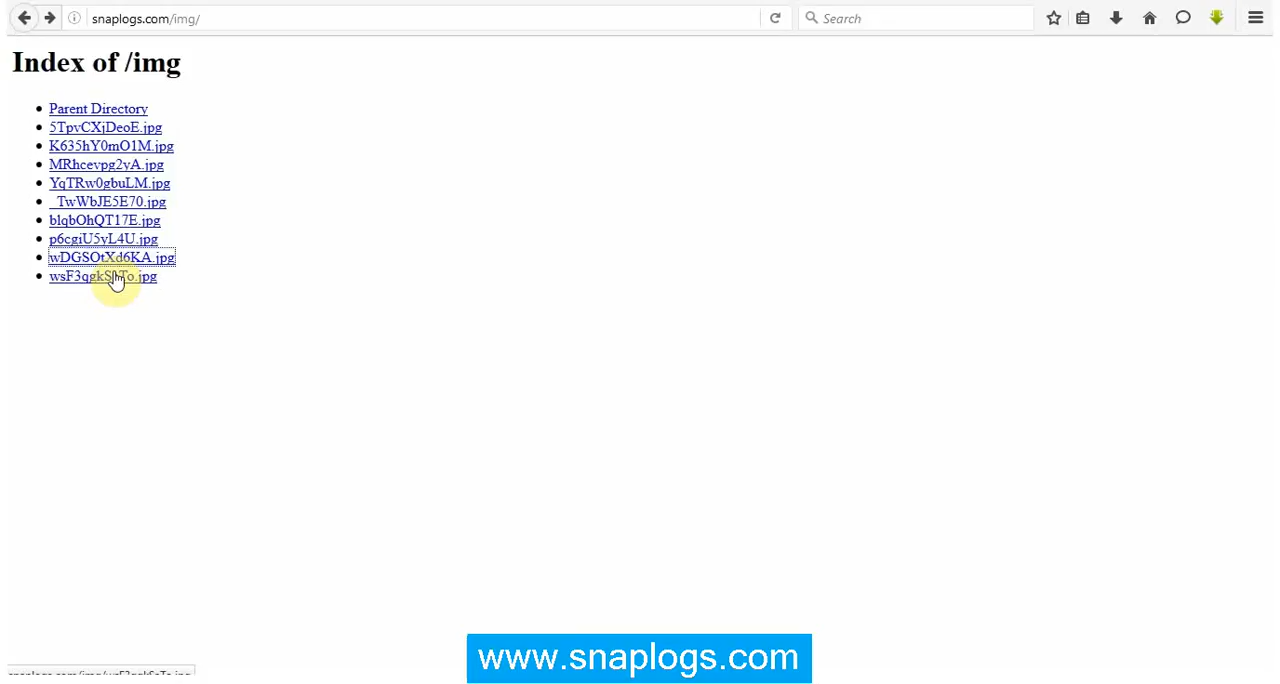 snaplogs.com/img/
Search
Index of /img
Parent Directory
5TpvCXjDeoE.jpg
K635hY0mO1M.jpg
MRhcevpg2yA.jpg
YqTRw0gbuLM.jpg
_TwWbJE5E70.jpg
blqbOhQT17E.jpg
p6cgiU5yL4U.jpg
wDGSOtXd6KA.jpg
www.snaplogs.com